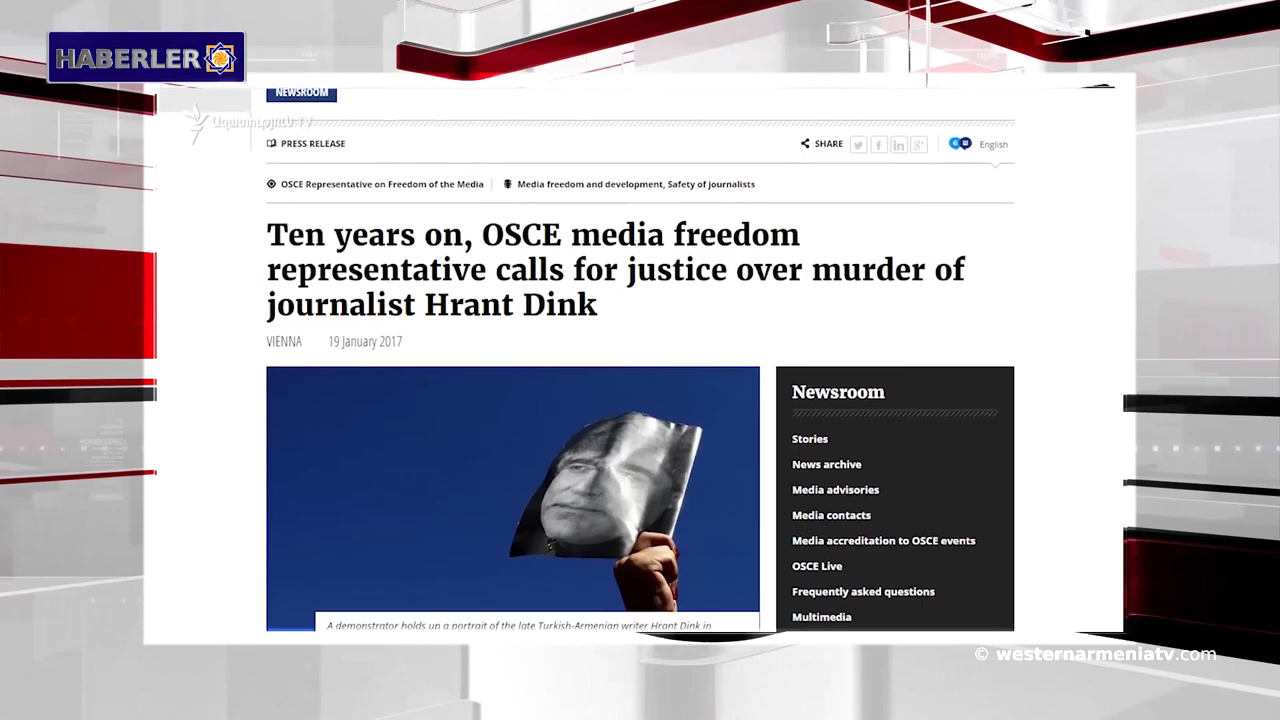 HABERLER
NEWSROOM
Ազատություն TV
PRESS RELEASE
SHARE
English
OSCE Representative on Freedom of the Media
Media freedom and development, Safety of journalists
Ten years on, OSCE media freedom
representative calls for justice over murder of
journalist Hrant Dink
VIENNA 19 January 2017
Newsroom
Stories
News archive
Media advisories
Media contacts
Media accreditation to OSCE events
OSCE Live
Frequently asked questions
Multimedia
A demonstrator holds up a portrait of the late Turkish-Armenian writer Hrant Dink in
© westernarmeniatv.com